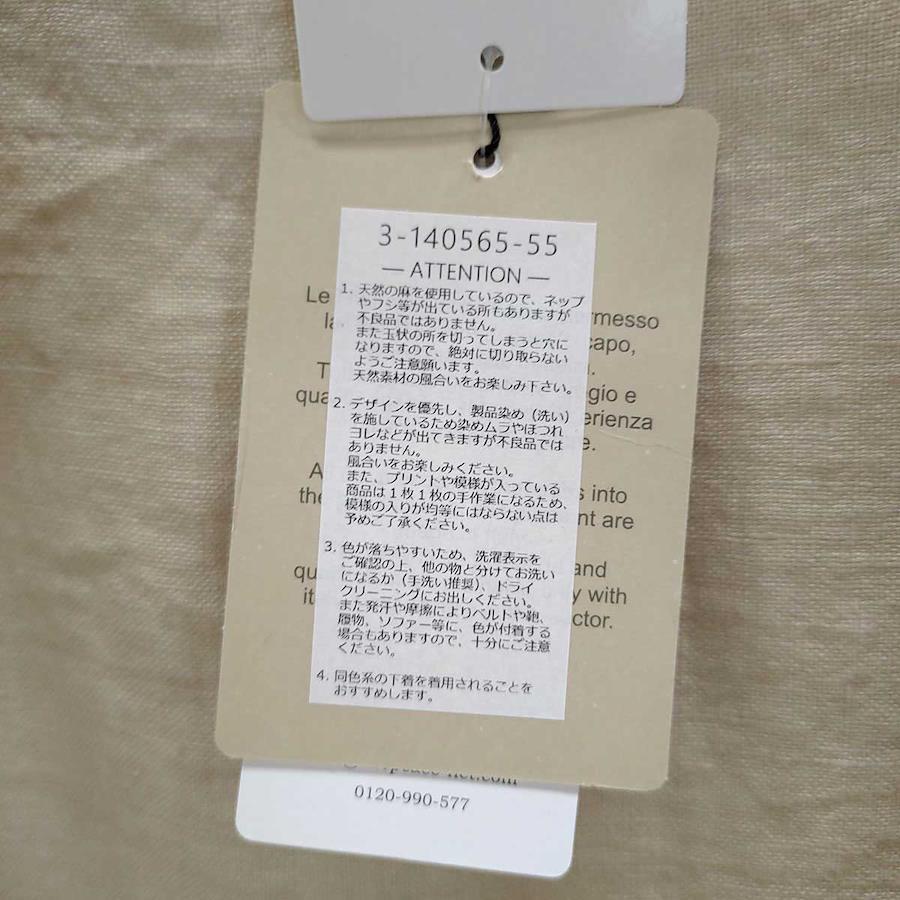 3-140565-55
— ATTENTION —
1. 天然の麻を使用しているので、ネップ
やフシ等が出ている所もありますが
不良品ではありません。
また玉状の所を切ってしまうと穴に
なりますので、絶対に切り取らない
ようご注意願います。
天然素材の風合いをお楽しみ下さい。
2. デザインを優先し、製品染め（洗い）
を施しているため染めムラやほつれ
ヨレなどが出てきますが不良品では
ありません。
風合いをお楽しみください。
また、プリントや模様が入っている
商品は1枚1枚の手作業になるため、
模様の入りが均等にはならない点は
予めご了承ください。
3. 色が落ちやすいため、洗濯表示を
ご確認の上、他の物と分けてお洗い
になるか（手洗い推奨）、ドライ
クリーニングにお出しください。
また発汗や摩擦によりベルトや鞄、
履物、ソファー等に、色が付着する
場合もありますので、十分にご注意
ください。
4. 同色系の下着を着用されることを
おすすめします。
Le
rmesso
capo,
gio e
qua
erienza
e.
s into
the
nt are
and
qu
it
y with
ctor.
0120-990-577